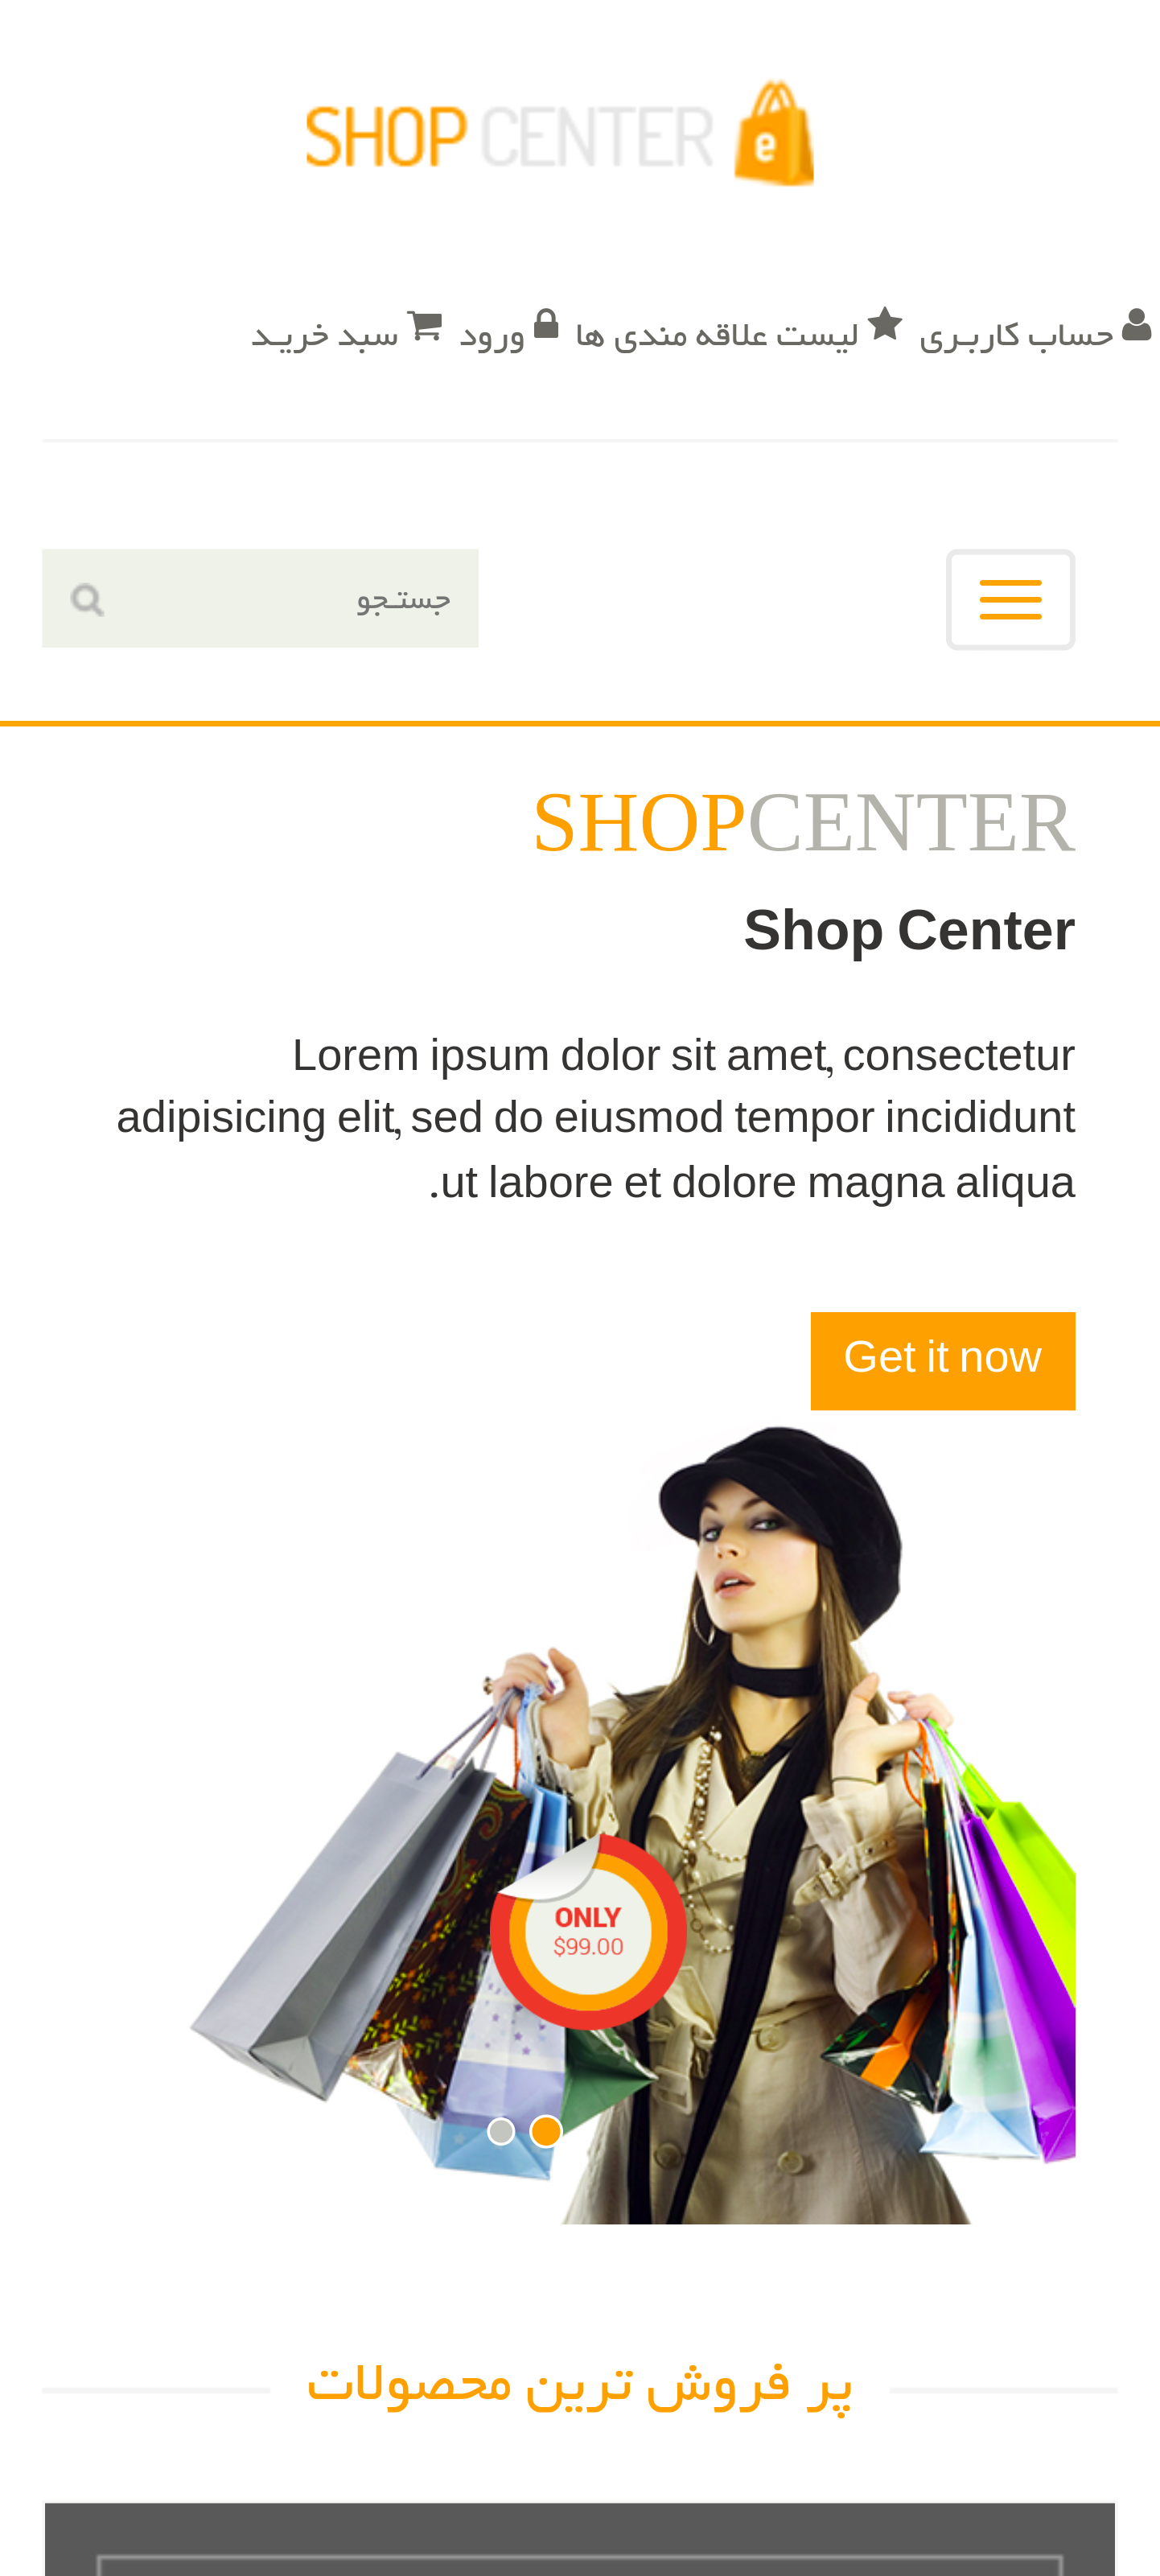 SHOP CENTER
حساب کاربری لیست علاقه مندی ها ورود سبد خرید
جستجو
SHOPCENTER
Shop Center
Lorem ipsum dolor sit amet, consectetur
adipisicing elit, sed do eiusmod tempor incididunt
.ut labore et dolore magna aliqua
Get it now
ONLY
$99.00
پر فروش ترین محصولات